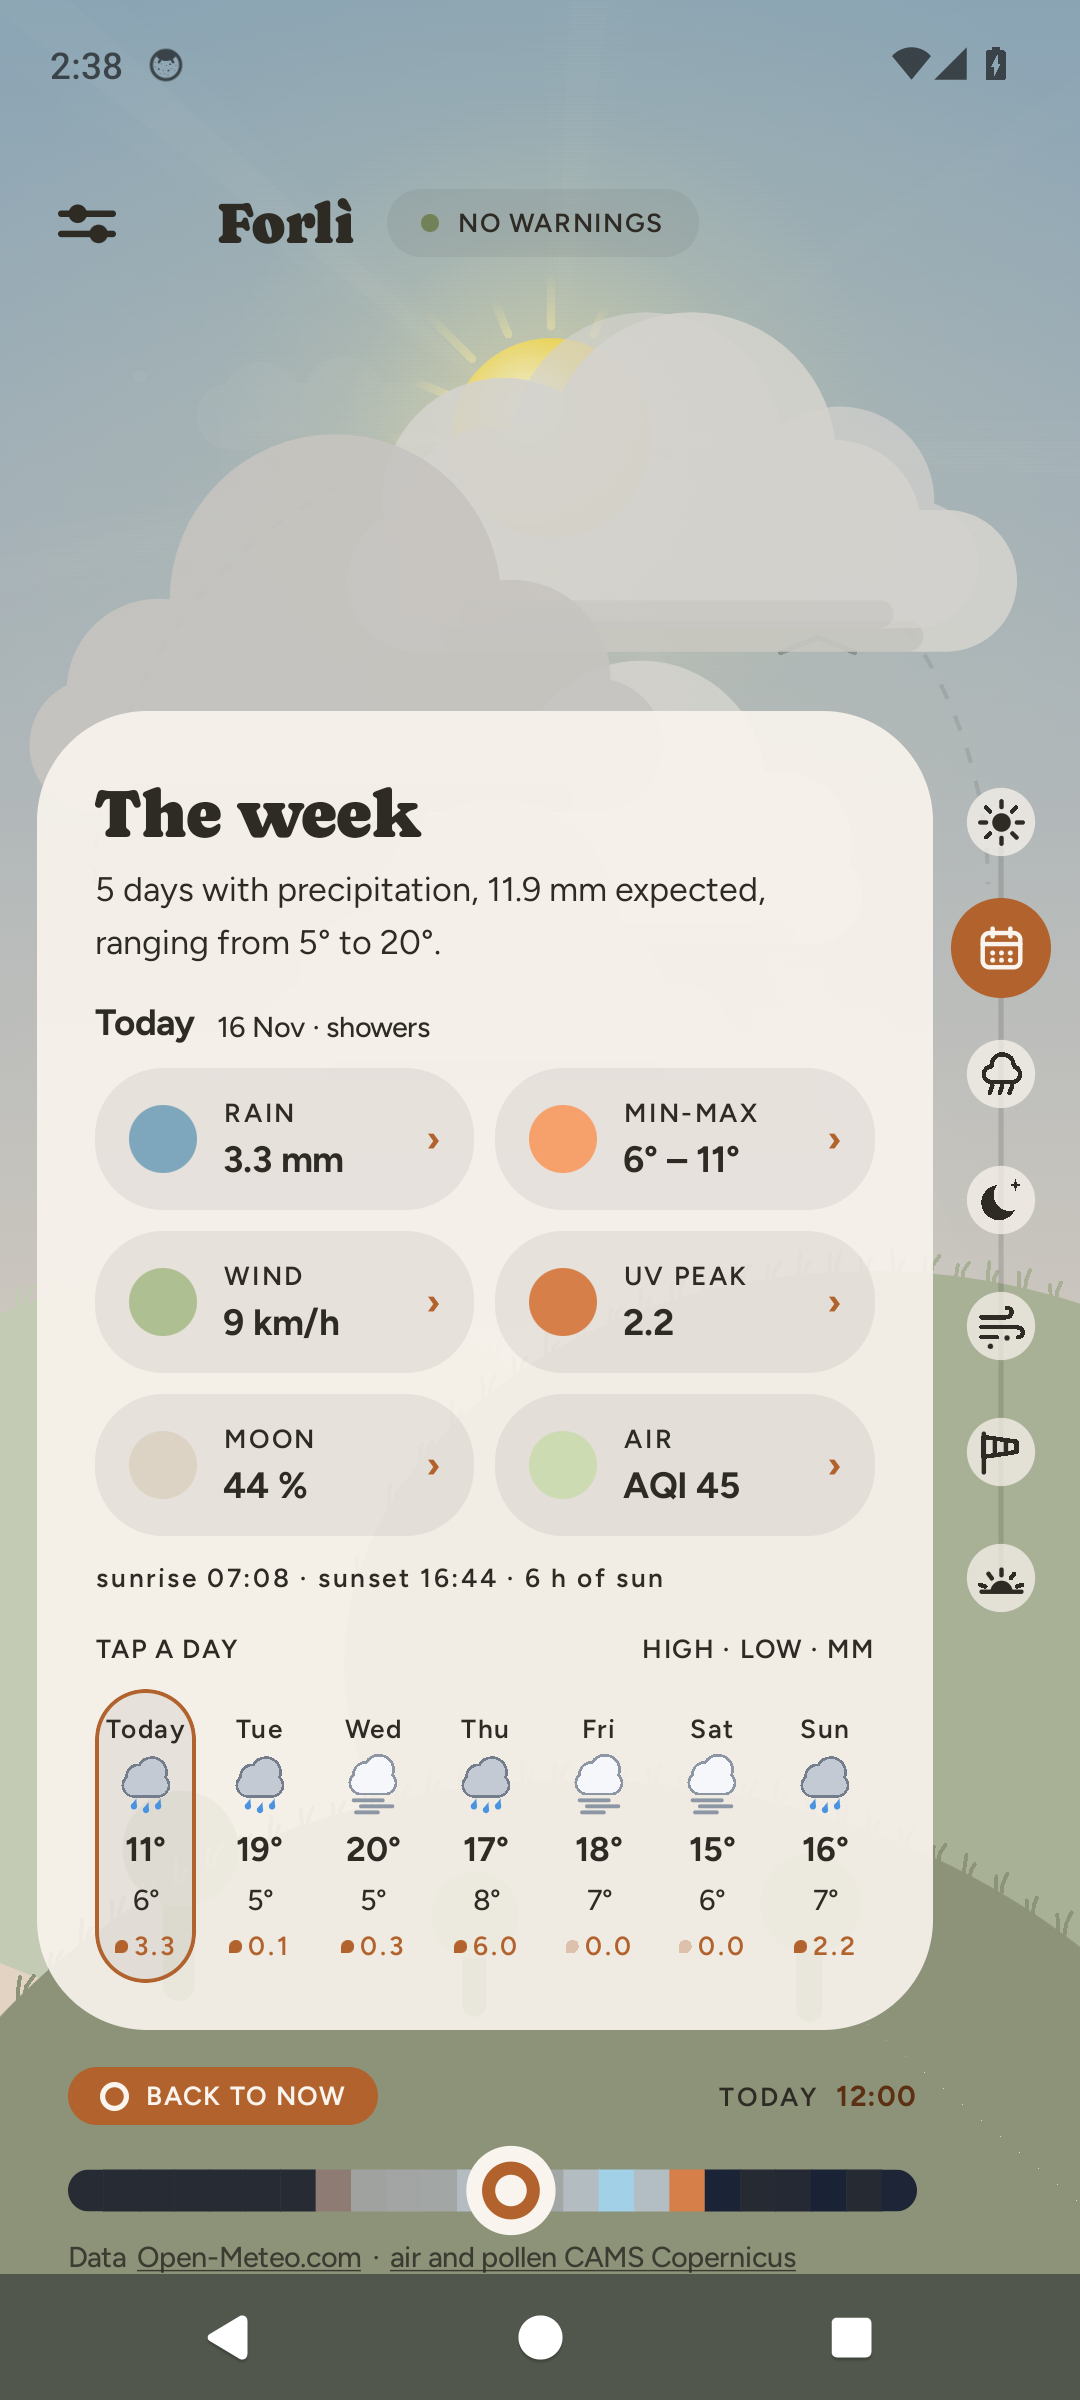 2:38
Forlì
NO WARNINGS
The week
5 days with precipitation, 11.9 mm expected,
ranging from 5° to 20°.
Today 16 Nov · showers
RAIN
3.3 mm ›
MIN-MAX
6° – 11° ›
WIND
9 km/h ›
UV PEAK
2.2 ›
MOON
44 % ›
AIR
AQI 45 ›
sunrise 07:08 · sunset 16:44 · 6 h of sun
TAP A DAY HIGH · LOW · MM
Today Tue Wed Thu Fri Sat Sun
11° 19° 20° 17° 18° 15° 16°
6° 5° 5° 8° 7° 6° 7°
3.3 0.1 0.3 6.0 0.0 0.0 2.2
BACK TO NOW
TODAY 12:00
Data Open-Meteo.com · air and pollen CAMS Copernicus